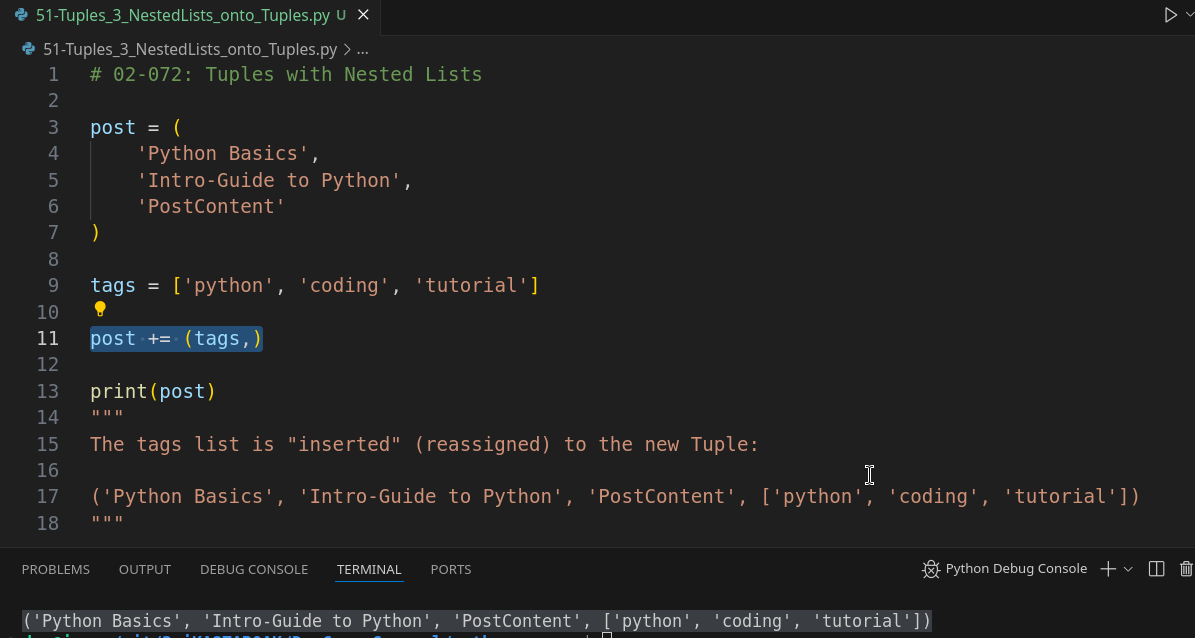 51-Tuples_3_NestedLists_onto_Tuples.py U
51-Tuples_3_NestedLists_onto_Tuples.py > ...
1 # 02-072: Tuples with Nested Lists
2
3 post = (
4 'Python Basics',
5 'Intro-Guide to Python',
6 'PostContent'
7 )
8
9 tags = ['python', 'coding', 'tutorial']
10
11 post += (tags,)
12
13 print(post)
14 """
15 The tags list is "inserted" (reassigned) to the new Tuple:
16
17 ('Python Basics', 'Intro-Guide to Python', 'PostContent', ['python', 'coding', 'tutorial'])
18 """
PROBLEMS OUTPUT DEBUG CONSOLE TERMINAL PORTS Python Debug Console
('Python Basics', 'Intro-Guide to Python', 'PostContent', ['python', 'coding', 'tutorial'])